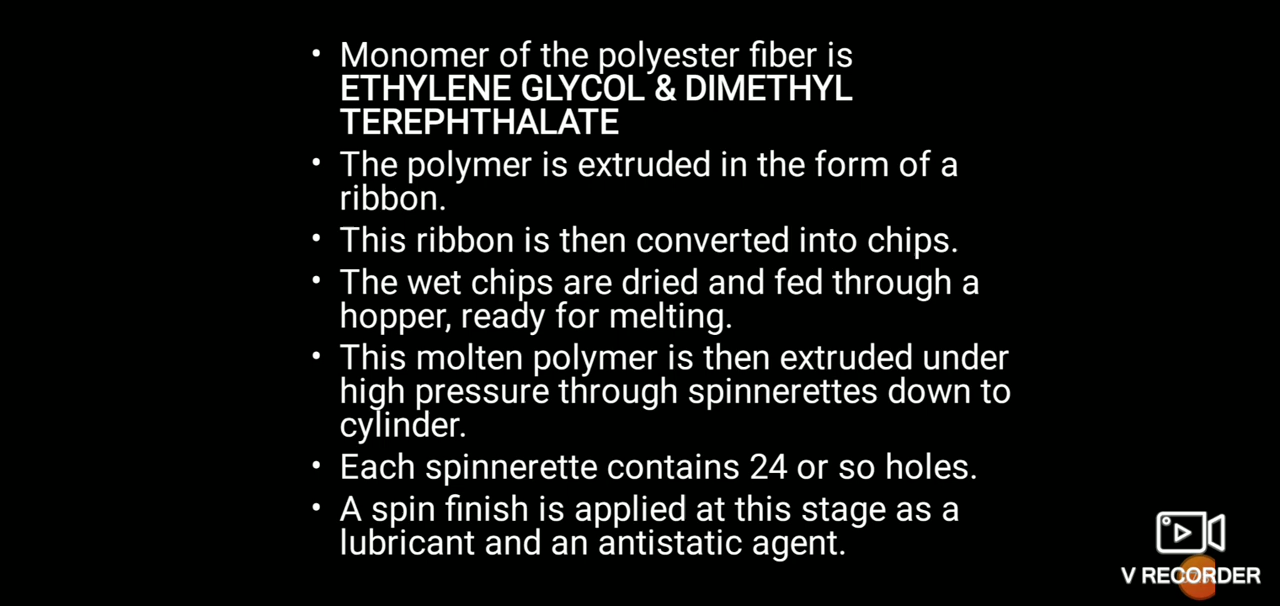 • Monomer of the polyester fiber is
ETHYLENE GLYCOL & DIMETHYL
TEREPHTHALATE
• The polymer is extruded in the form of a
ribbon.
• This ribbon is then converted into chips.
• The wet chips are dried and fed through a
hopper, ready for melting.
• This molten polymer is then extruded under
high pressure through spinnerettes down to
cylinder.
• Each spinnerette contains 24 or so holes.
• A spin finish is applied at this stage as a
lubricant and an antistatic agent.
V RECORDER